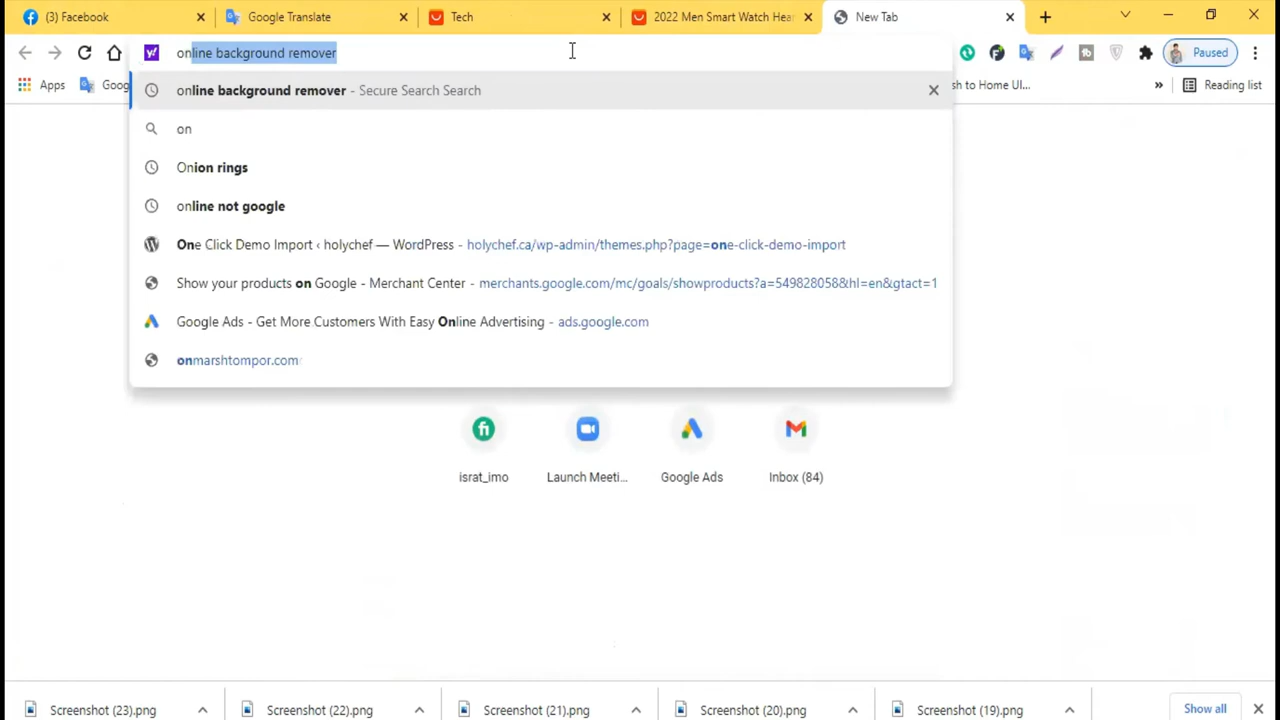 (3) Facebook
Google Translate
Tech
2022 Men Smart Watch Hea
New Tab
online background remover
Paused
Apps
Goog
sh to Home UI...
»
Reading list
online background remover - Secure Search Search
on
Onion rings
online not google
One Click Demo Import ‹ holychef — WordPress - holychef.ca/wp-admin/themes.php?page=one-click-demo-import
Show your products on Google - Merchant Center - merchants.google.com/mc/goals/showproducts?a=549828058&hl=en&gtact=1
Google Ads - Get More Customers With Easy Online Advertising - ads.google.com
onmarshtompor.com
israt_imo
Launch Meeti...
Google Ads
Inbox (84)
Screenshot (23).png
Screenshot (22).png
Screenshot (21).png
Screenshot (20).png
Screenshot (19).png
Show all